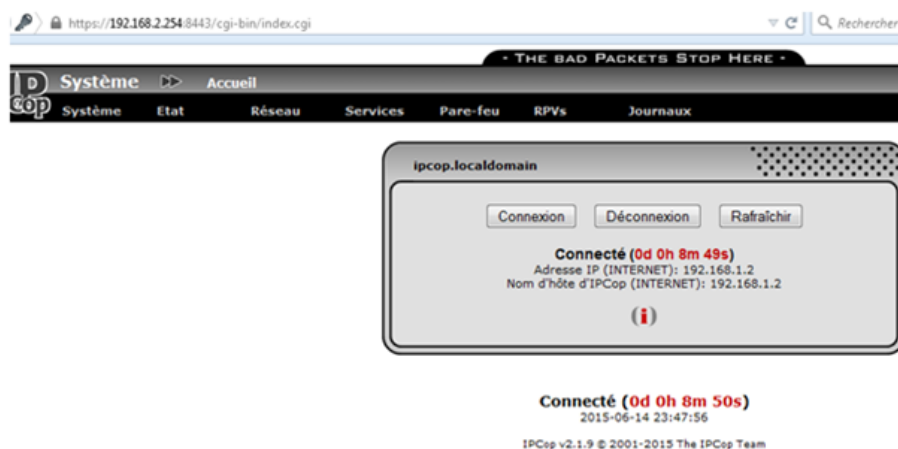 https://192.168.2.254:8443/cgi-bin/index.cgi
Rechercher
- THE BAD PACKETS STOP HERE -
IP
cop
Système Accueil
Système Etat Réseau Services Pare-feu RPVs Journaux
ipcop.localdomain
Connexion Déconnexion Rafraîchir
Connecté (0d 0h 8m 49s)
Adresse IP (INTERNET): 192.168.1.2
Nom d'hôte d'IPCop (INTERNET): 192.168.1.2
(i)
Connecté (0d 0h 8m 50s)
2015-06-14 23:47:56
IPCop v2.1.9 © 2001-2015 The IPCop Team